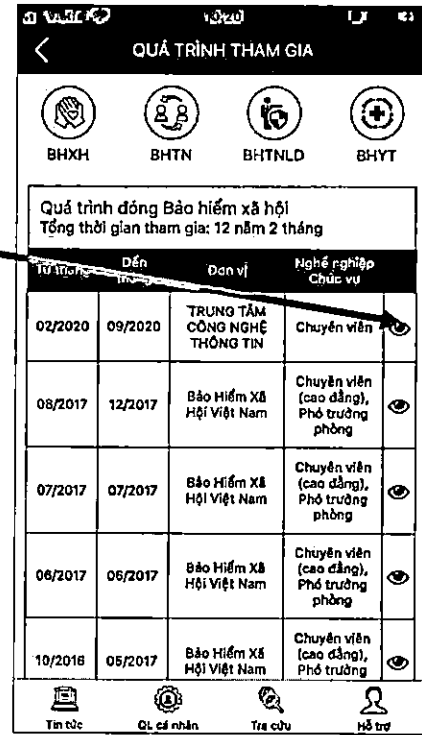 10:20
QUÁ TRÌNH THAM GIA
BHXH BHTN BHTNLD BHYT
Quá trình đóng Bảo hiểm xã hội
Tổng thời gian tham gia: 12 năm 2 tháng
Từ tháng Đến tháng Đơn vị Nghề nghiệp Chức vụ
02/2020 09/2020 TRUNG TÂM CÔNG NGHỆ THÔNG TIN Chuyên viên
08/2017 12/2017 Bảo Hiểm Xã Hội Việt Nam Chuyên viên (cao đẳng), Phó trưởng phòng
07/2017 07/2017 Bảo Hiểm Xã Hội Việt Nam Chuyên viên (cao đẳng), Phó trưởng phòng
06/2017 06/2017 Bảo Hiểm Xã Hội Việt Nam Chuyên viên (cao đẳng), Phó trưởng phòng
10/2016 05/2017 Bảo Hiểm Xã Hội Việt Nam Chuyên viên (cao đẳng), Phó trưởng
Tin tức QL cá nhân Tra cứu Hỗ trợ